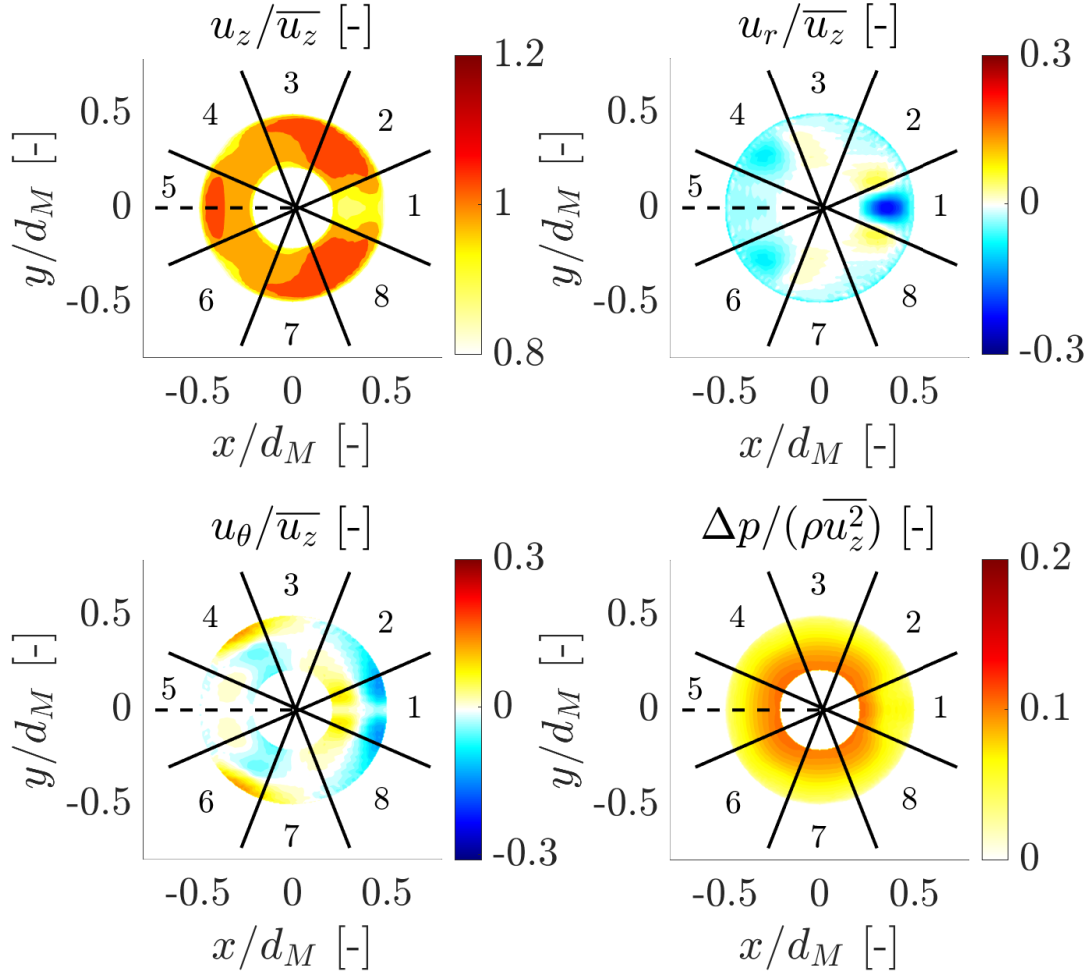 u_z/\overline{u_z} [-]
1.2
1
0.8
0.5
0
-0.5
y/d_M [-]
-0.5 0 0.5
x/d_M [-]
3
4 2
5 1
6 8
7
u_r/\overline{u_z} [-]
0.3
0
-0.3
0.5
0
-0.5
y/d_M [-]
-0.5 0 0.5
x/d_M [-]
3
4 2
5 1
6 8
7
u_θ/\overline{u_z} [-]
0.3
0
-0.3
0.5
0
-0.5
y/d_M [-]
-0.5 0 0.5
x/d_M [-]
3
4 2
5 1
6 8
7
Δp/(ρ\overline{u_z^2}) [-]
0.2
0.1
0
0.5
0
-0.5
y/d_M [-]
-0.5 0 0.5
x/d_M [-]
3
4 2
5 1
6 8
7